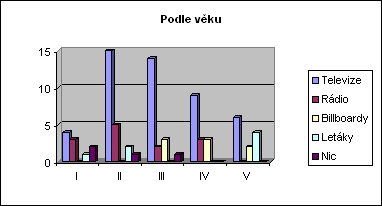 Podle věku
15
10
5
0
I II III IV V
Televize
Rádio
Billboardy
Letáky
Nic